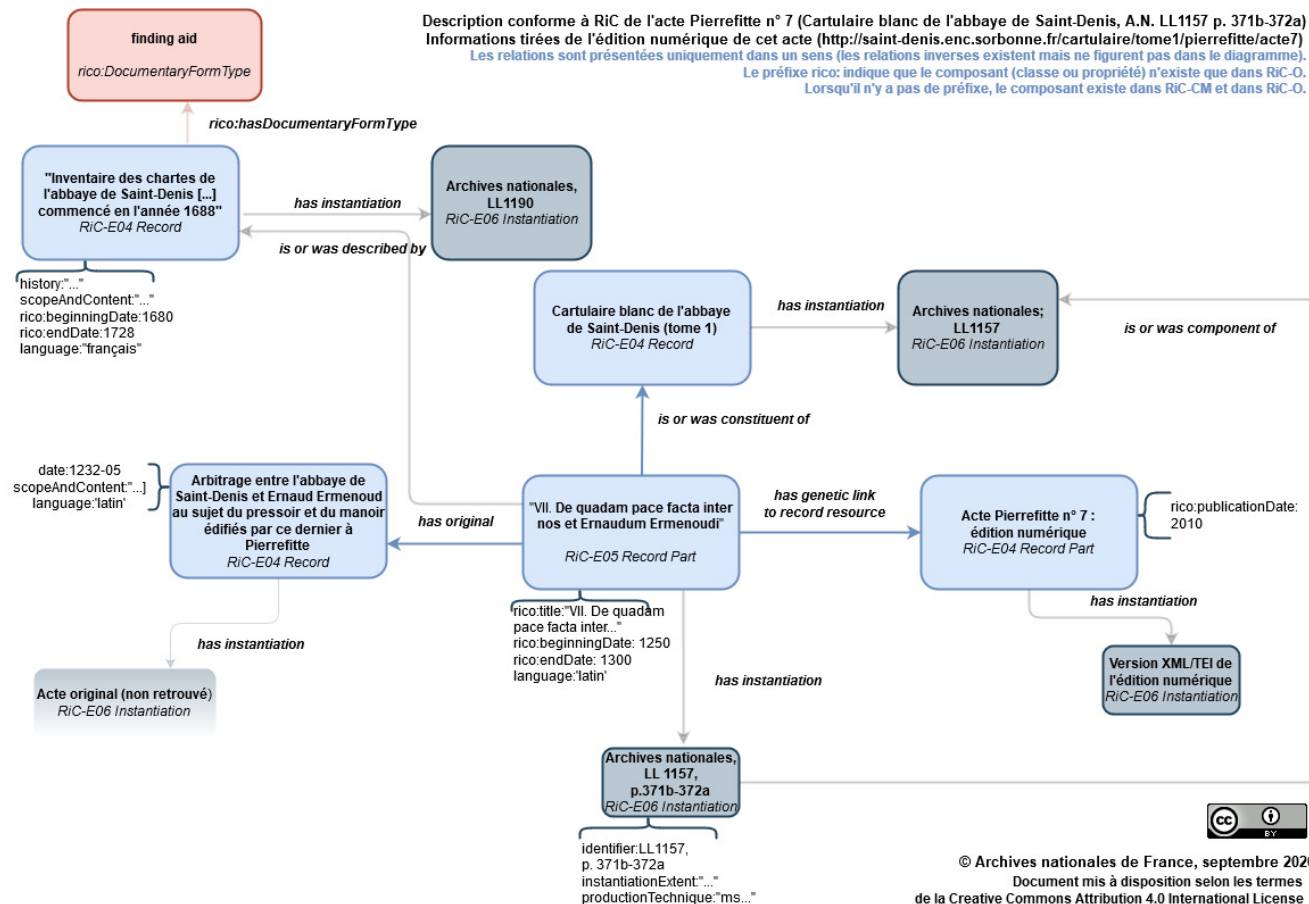 Description conforme à RiC de l'acte Pierrefitte n° 7 (Cartulaire blanc de l'abbaye de Saint-Denis, A.N. LL1157 p. 371b-372a)
Informations tirées de l'édition numérique de cet acte (http://saint-denis.enc.sorbonne.fr/cartulaire/tome1/pierrefitte/acte7)
Les relations sont présentées uniquement dans un sens (les relations inverses existent mais ne figurent pas dans le diagramme).
Le préfixe rico: indique que le composant (classe ou propriété) n'existe que dans RiC-O.
Lorsqu'il n'y a pas de préfixe, le composant existe dans RiC-CM et dans RiC-O.
finding aid
rico:DocumentaryFormType
rico:hasDocumentaryFormType
"Inventaire des chartes de
l'abbaye de Saint-Denis [...]
commencé en l'année 1688"
RiC-E04 Record
has instantiation
Archives nationales,
LL1190
RiC-E06 Instantiation
is or was described by
history:"..."
scopeAndContent:"..."
rico:beginningDate:1680
rico:endDate:1728
language:"français"
Cartulaire blanc de l'abbaye
de Saint-Denis (tome 1)
RiC-E04 Record
has instantiation
Archives nationales;
LL1157
RiC-E06 Instantiation
is or was component of
is or was constituent of
date:1232-05
scopeAndContent:"...]
language:'latin'
Arbitrage entre l'abbaye de
Saint-Denis et Ernaud Ermenoud
au sujet du pressoir et du manoir
édifiés par ce dernier à
Pierrefitte
RiC-E04 Record
has original
"VII. De quadam pace facta inter
nos et Ernaudum Ermenoudi"
RiC-E05 Record Part
has genetic link
to record resource
Acte Pierrefitte n° 7 :
édition numérique
RiC-E04 Record Part
rico:publicationDate:
2010
has instantiation
Acte original (non retrouvé)
RiC-E06 Instantiation
rico:title:"VII. De quadam
pace facta inter..."
rico:beginningDate: 1250
rico:endDate: 1300
language:'latin'
has instantiation
has instantiation
Version XML/TEI de
l'édition numérique
RiC-E06 Instantiation
Archives nationales,
LL 1157,
p.371b-372a
RiC-E06 Instantiation
identifier:LL1157,
p. 371b-372a
instantiationExtent:"..."
productionTechnique:"ms..."
cc
BY
© Archives nationales de France, septembre
Document mis à disposition selon les termes
de la Creative Commons Attribution 4.0 International License